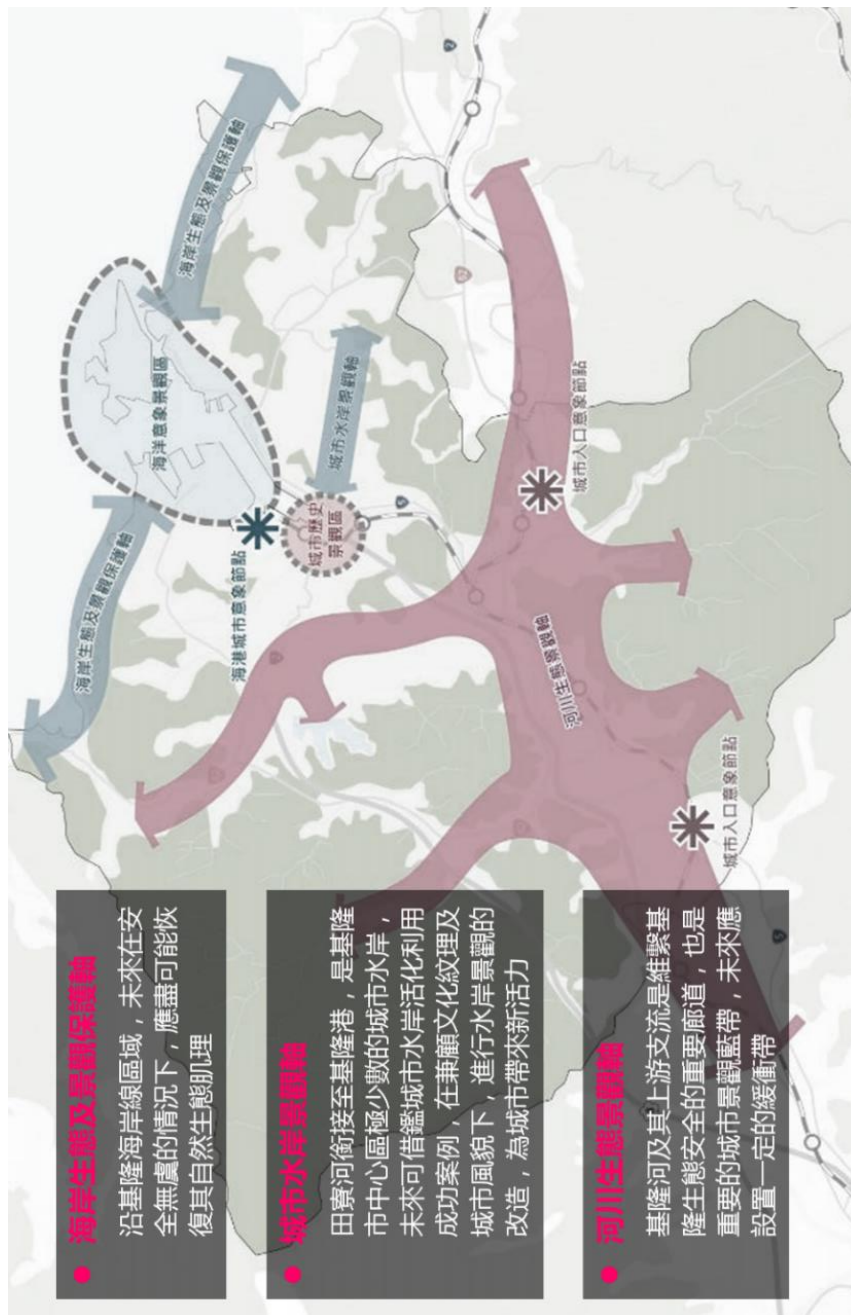 海岸生態及景觀保護軸
沿基隆海岸線區域，未來在安
全無虞的情況下，應盡可能恢
復其自然生態肌理
城市水岸景觀軸
田寮河銜接至基隆港，是基隆
市中心區極少數的城市水岸，
未來可借鑑城市水岸活化利用
成功案例，在兼顧文化紋理及
城市風貌下 進行水岸景觀的
改造，為城市帶來新活力
河川生態景觀軸
基隆河及其上游支流是維繫基
隆生態安全的重要廊道，也是
重要的城市景觀藍帶，未來應
設置一定的緩衝帶
海岸生態及景觀保護軸
海洋意象景觀區
海岸生態及景觀保護軸
海港城市意象節點
城市歷史
景觀區
城市水岸景觀軸
河川生態景觀軸
城市入口意象節點
城市入口意象節點